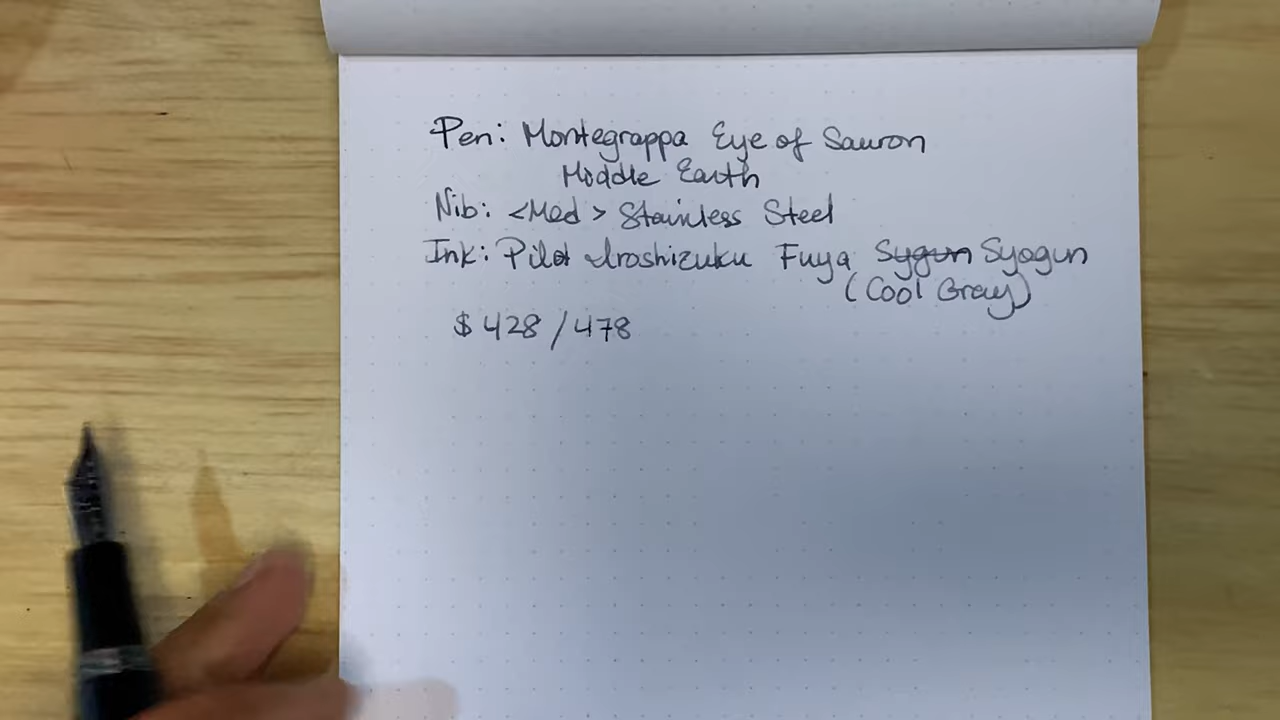 Pen: Montegrappa Eye of Sauron
Middle Earth
Nib: <Med> Stainless Steel
Ink: Pilot Iroshizuku Fuya Sygun Syogun
(Cool Gray)
$428/478